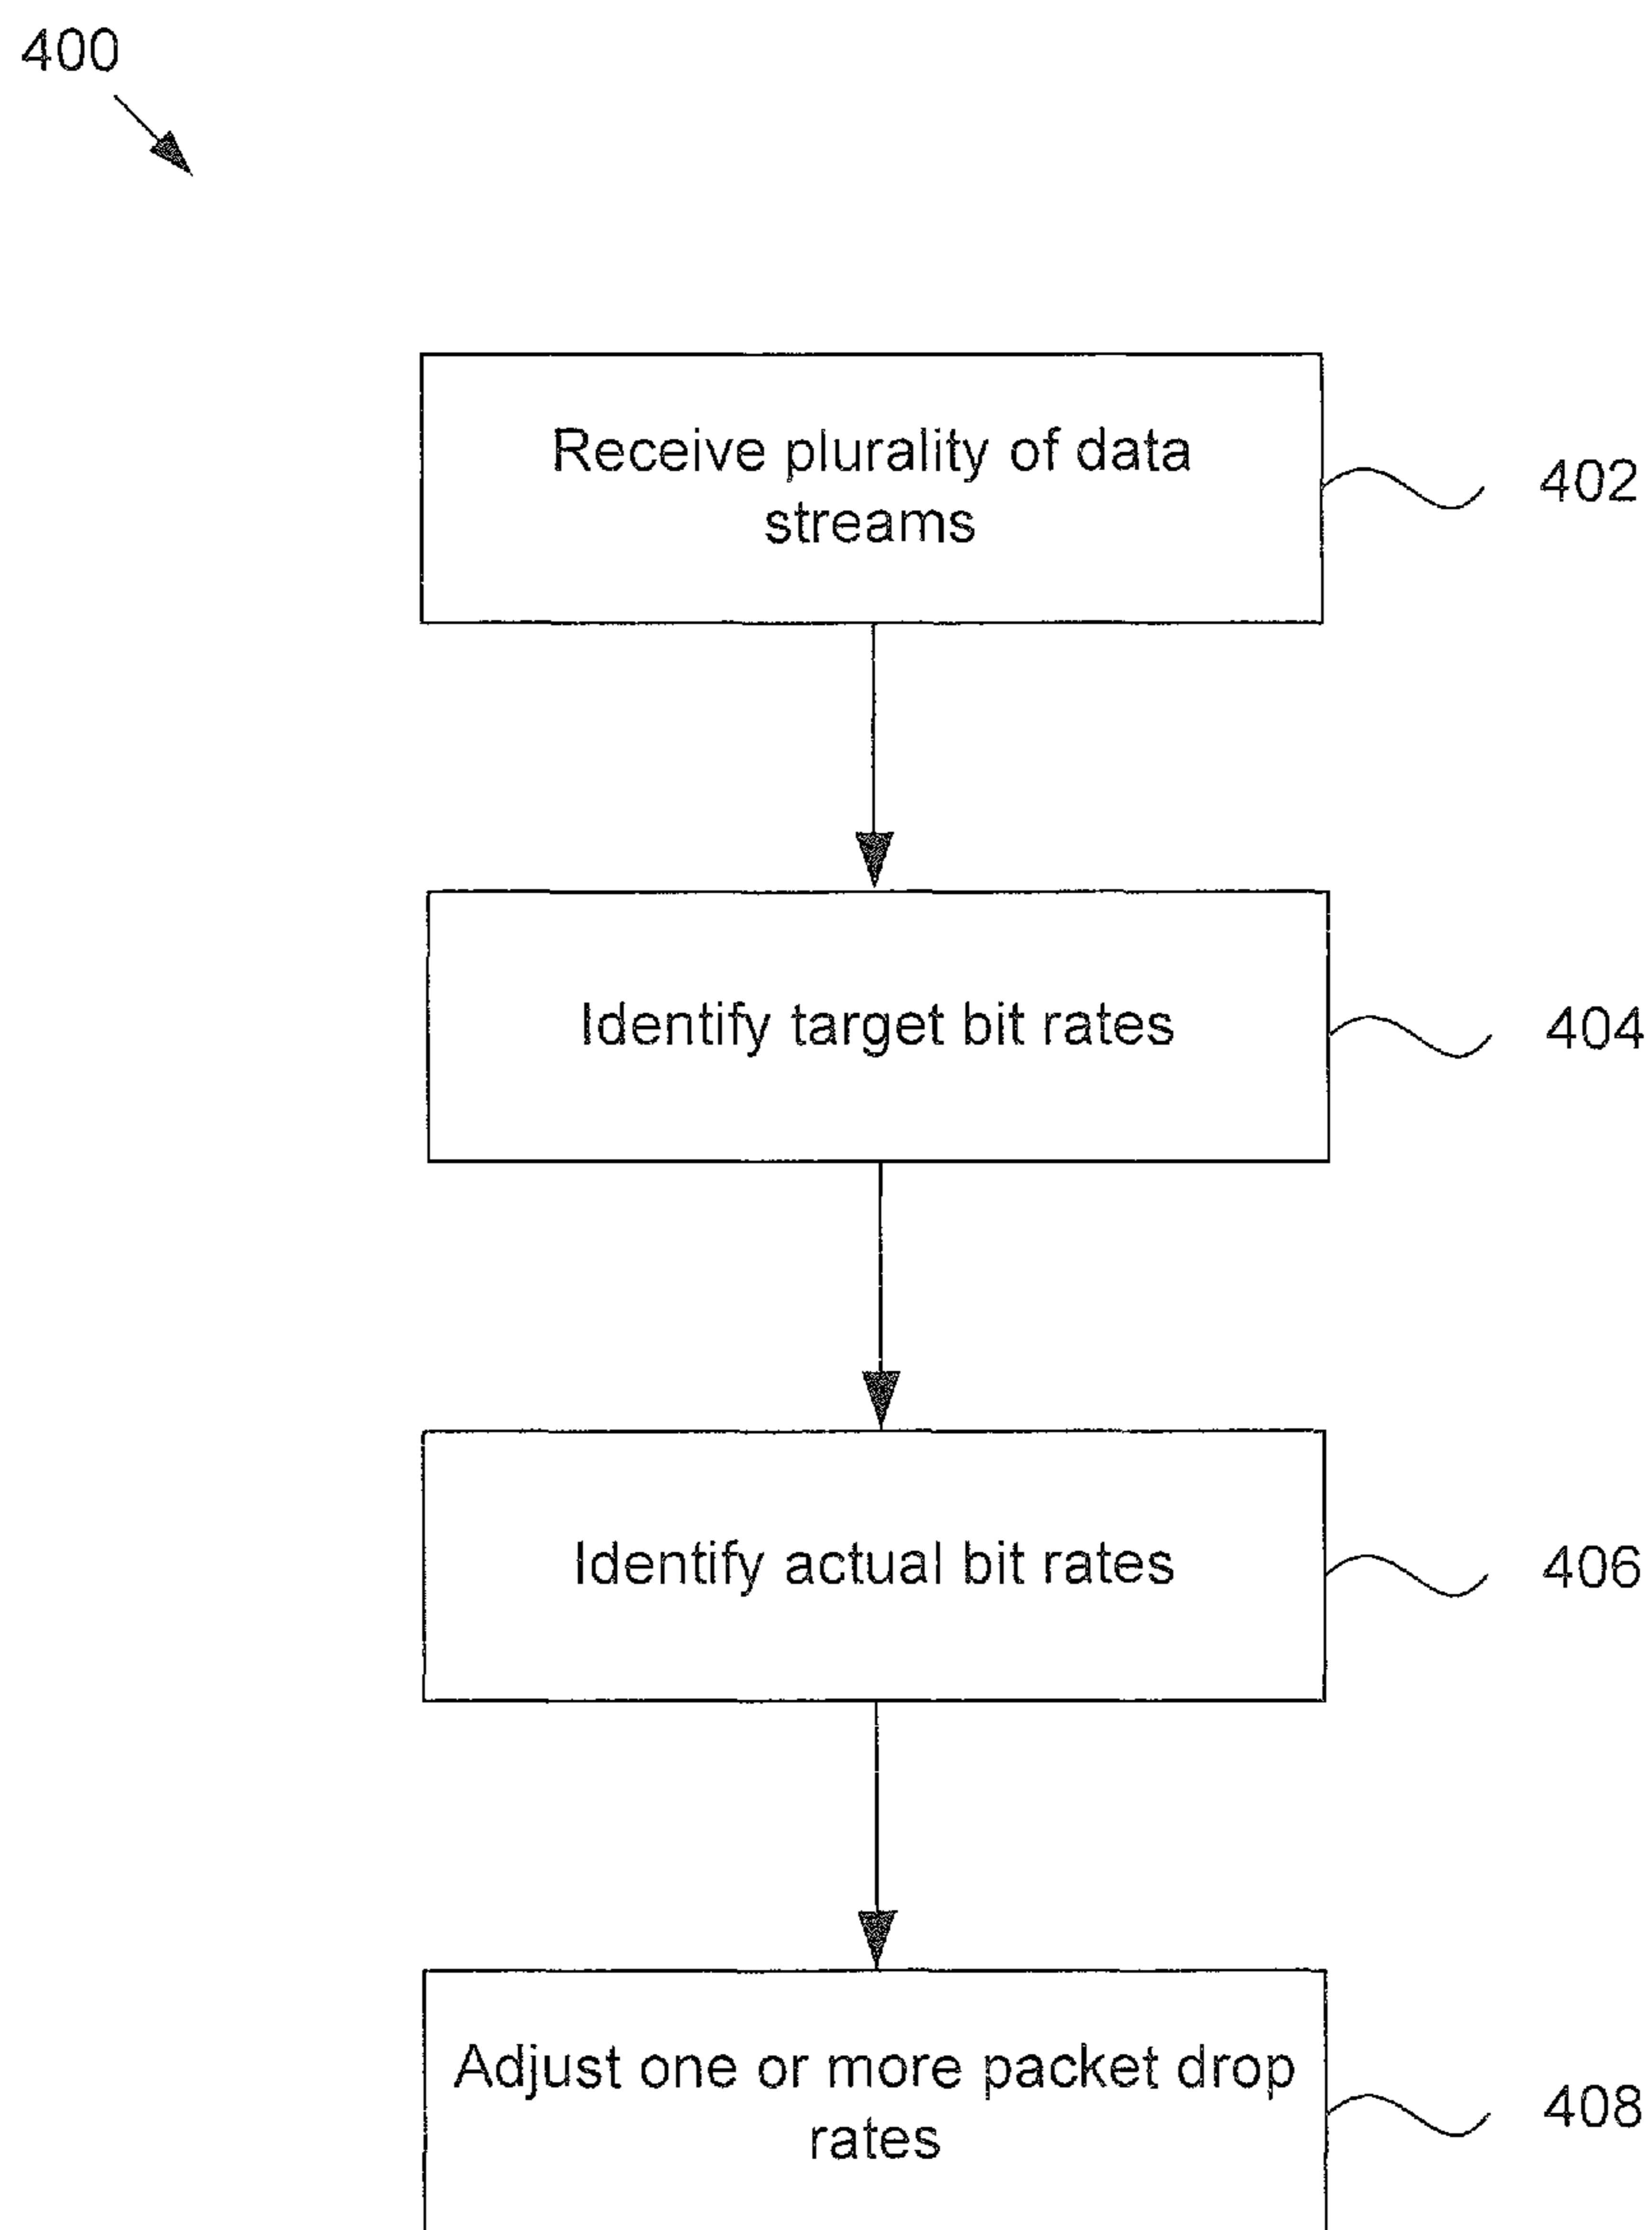 400
Receive plurality of data
streams
402
Identify target bit rates
404
Identify actual bit rates
406
Adjust one or more packet drop
rates
408